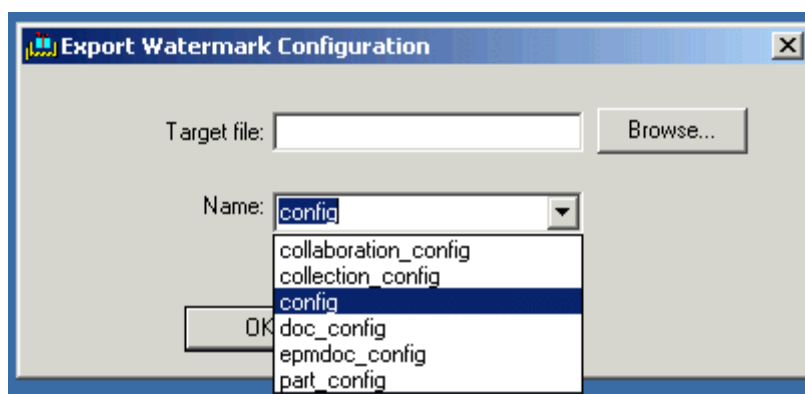 Export Watermark Configuration
Target file:
Browse...
Name:
config
collaboration_config
collection_config
config
OK
doc_config
epmdoc_config
part_config